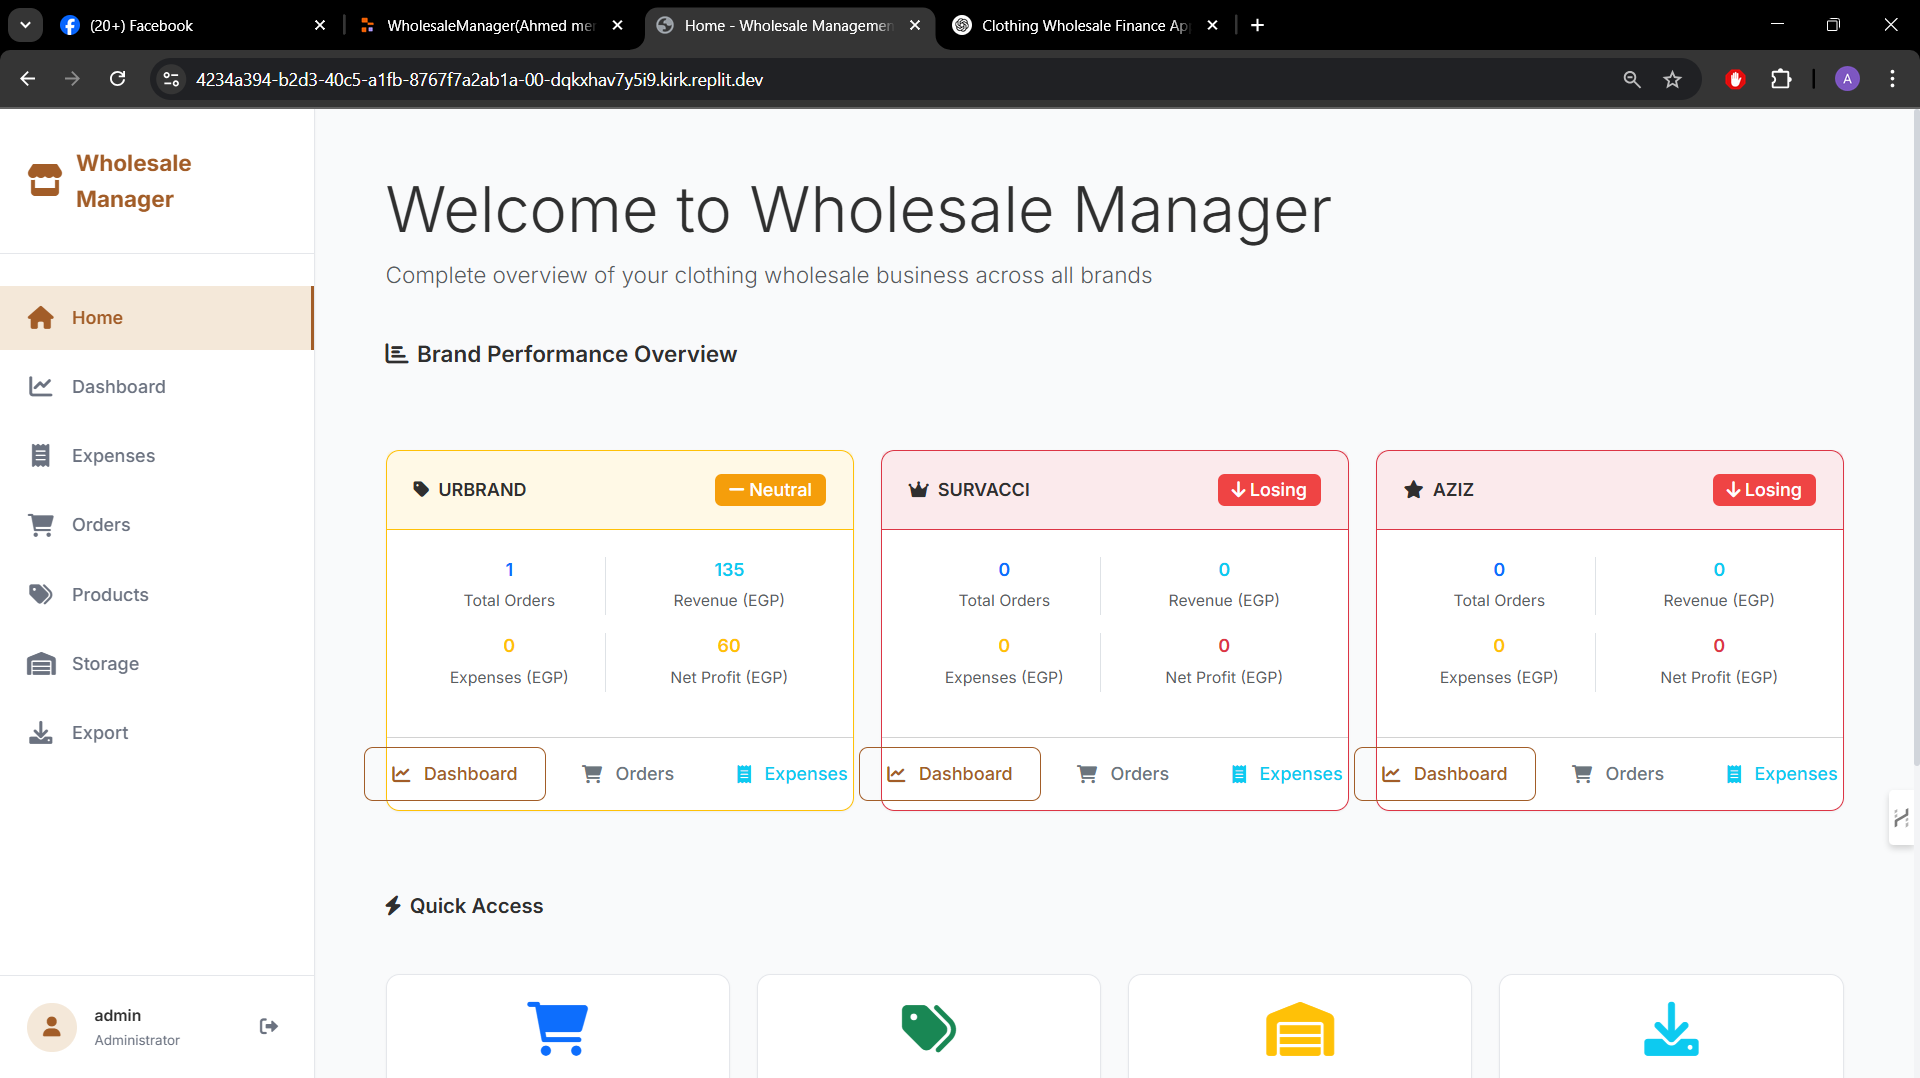 (20+) Facebook
WholesaleManager(Ahmed mer
Home - Wholesale Managemen
Clothing Wholesale Finance Ap
4234a394-b2d3-40c5-a1fb-8767f7a2ab1a-00-dqkxhav7y5i9.kirk.replit.dev
A
Wholesale
Manager
Home
Dashboard
Expenses
Orders
Products
Storage
Export
admin
Administrator
Welcome to Wholesale Manager
Complete overview of your clothing wholesale business across all brands
Brand Performance Overview
URBRAND
Neutral
1
135
Total Orders
Revenue (EGP)
0
60
Expenses (EGP)
Net Profit (EGP)
Dashboard
Orders
Expenses
SURVACCI
Losing
0
0
Total Orders
Revenue (EGP)
0
0
Expenses (EGP)
Net Profit (EGP)
Dashboard
Orders
Expenses
AZIZ
Losing
0
0
Total Orders
Revenue (EGP)
0
0
Expenses (EGP)
Net Profit (EGP)
Dashboard
Orders
Expenses
Quick Access